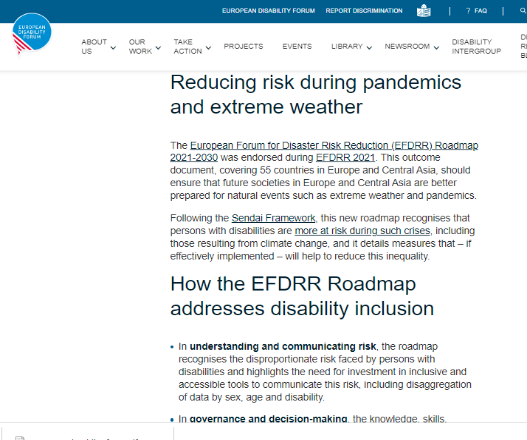 EUROPEAN DISABILITY FORUM REPORT DISCRIMINATION ? FAQ
EUROPEAN
DISABILITY
FORUM
ABOUT US OUR WORK TAKE ACTION PROJECTS EVENTS LIBRARY NEWSROOM DISABILITY INTERGROUP
Reducing risk during pandemics
and extreme weather
The European Forum for Disaster Risk Reduction (EFDRR) Roadmap
2021-2030 was endorsed during EFDRR 2021. This outcome
document, covering 55 countries in Europe and Central Asia, should
ensure that future societies in Europe and Central Asia are better
prepared for natural events such as extreme weather and pandemics.
Following the Sendai Framework, this new roadmap recognises that
persons with disabilities are more at risk during such crises, including
those resulting from climate change, and it details measures that – if
effectively implemented – will help to reduce this inequality.
How the EFDRR Roadmap
addresses disability inclusion
• In understanding and communicating risk, the roadmap
recognises the disproportionate risk faced by persons with
disabilities and highlights the need for investment in inclusive and
accessible tools to communicate this risk, including disaggregation
of data by sex, age and disability.
• In governance and decision-making, the knowledge, skills,